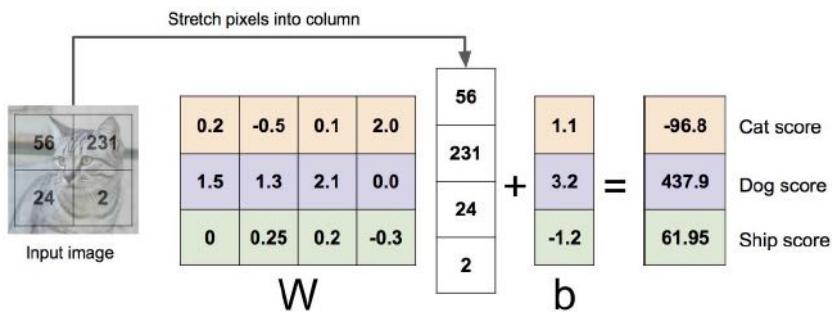 Stretch pixels into column
56 231
24 2
Input image
0.2 -0.5 0.1 2.0
1.5 1.3 2.1 0.0
0 0.25 0.2 -0.3
W
56
231
24
2
+
1.1
3.2
-1.2
b
=
-96.8 Cat score
437.9 Dog score
61.95 Ship score